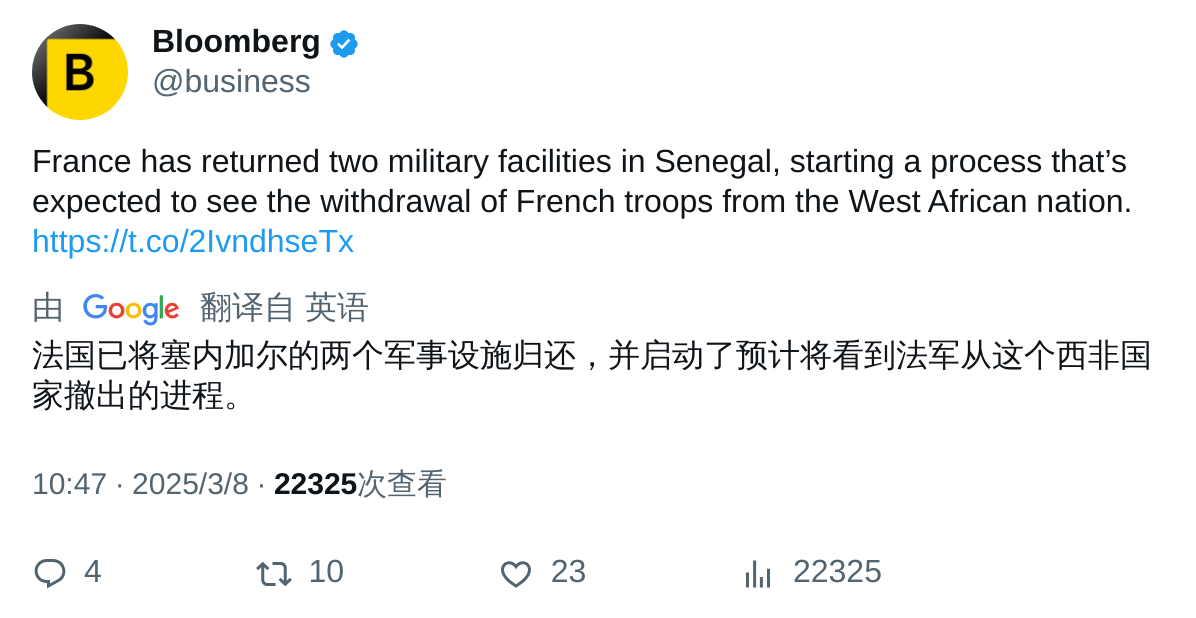 B
Bloomberg
@business
France has returned two military facilities in Senegal, starting a process that’s
expected to see the withdrawal of French troops from the West African nation.
https://t.co/2IvndhseTx
由 Google 翻译自 英语
法国已将塞内加尔的两个军事设施归还，并启动了预计将看到法军从这个西非国
家撤出的进程。
10:47 · 2025/3/8 · 22325次查看
4 10 23 22325